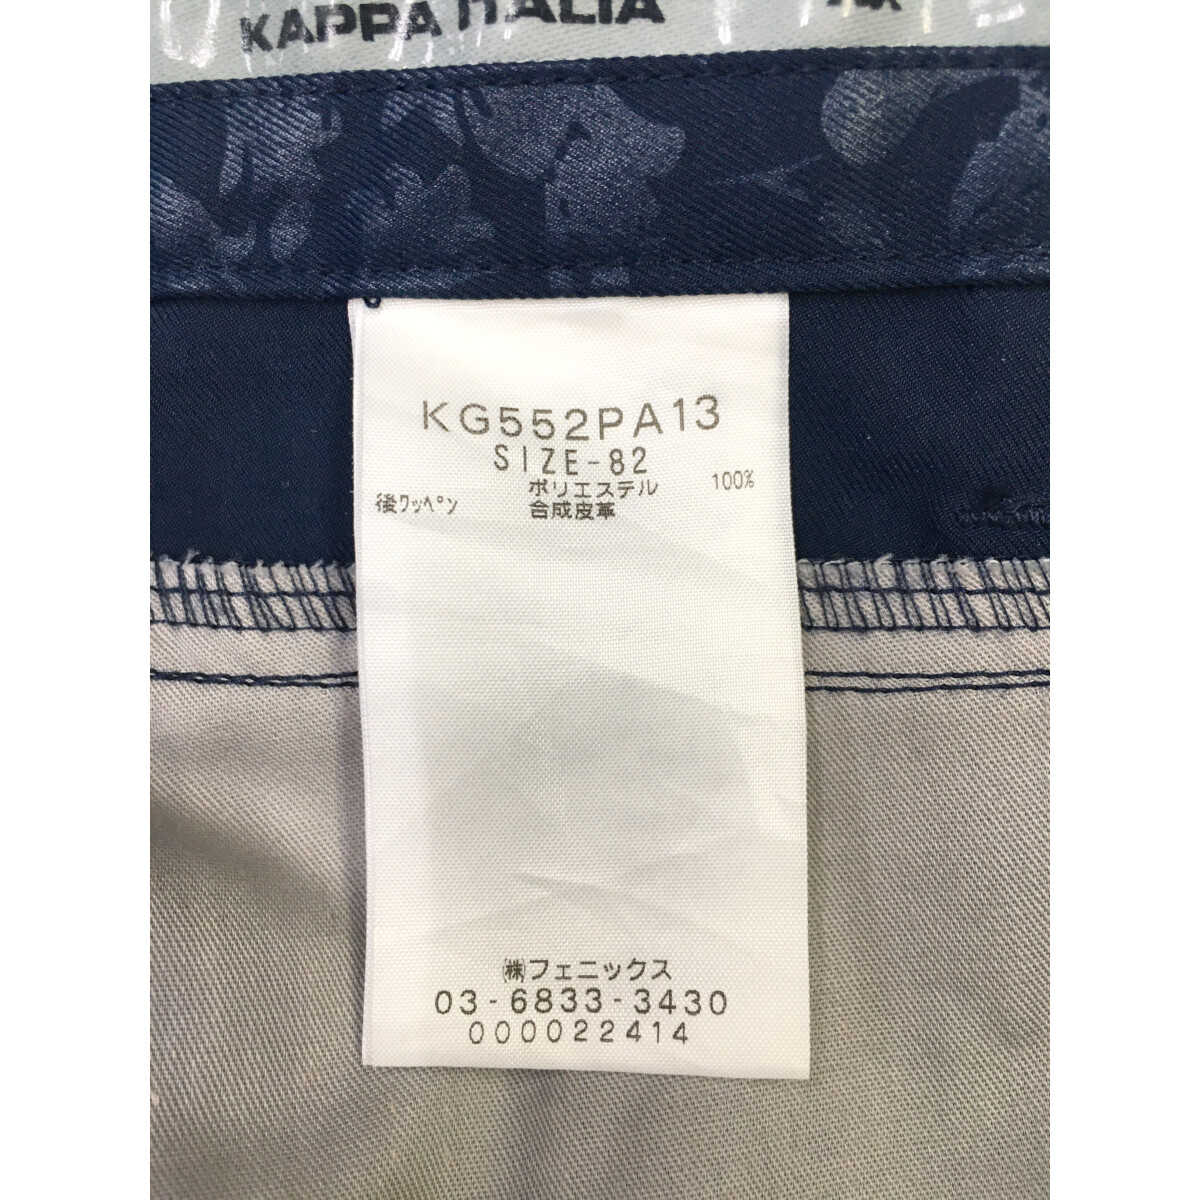 KAPPA ITALIA
KG552PA13
SIZE-82
ポリエステル 100%
後ワッペン 合成皮革
㈱フェニックス
03-6833-3430
000022414